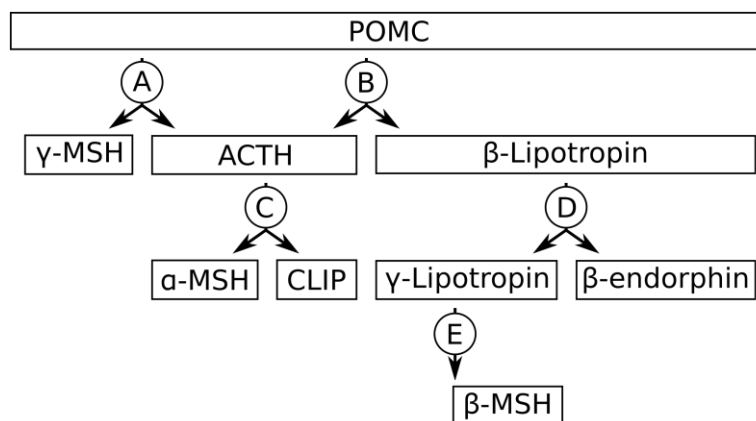 POMC
A B
γ-MSH ACTH β-Lipotropin
C D
α-MSH CLIP γ-Lipotropin β-endorphin
E
β-MSH